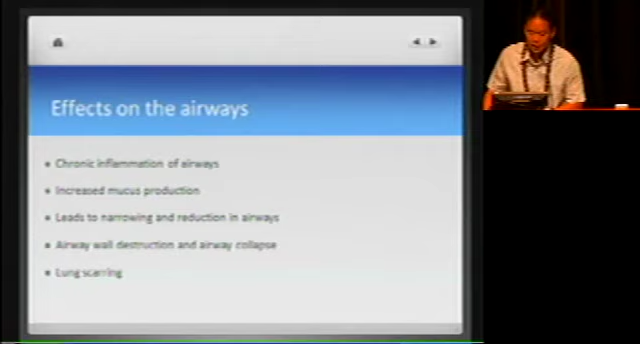 Effects on the airways
Chronic inflammation of airways
Increased mucus production
Leads to narrowing and reduction in airways
Airway wall destruction and airway collapse
Lung scarring